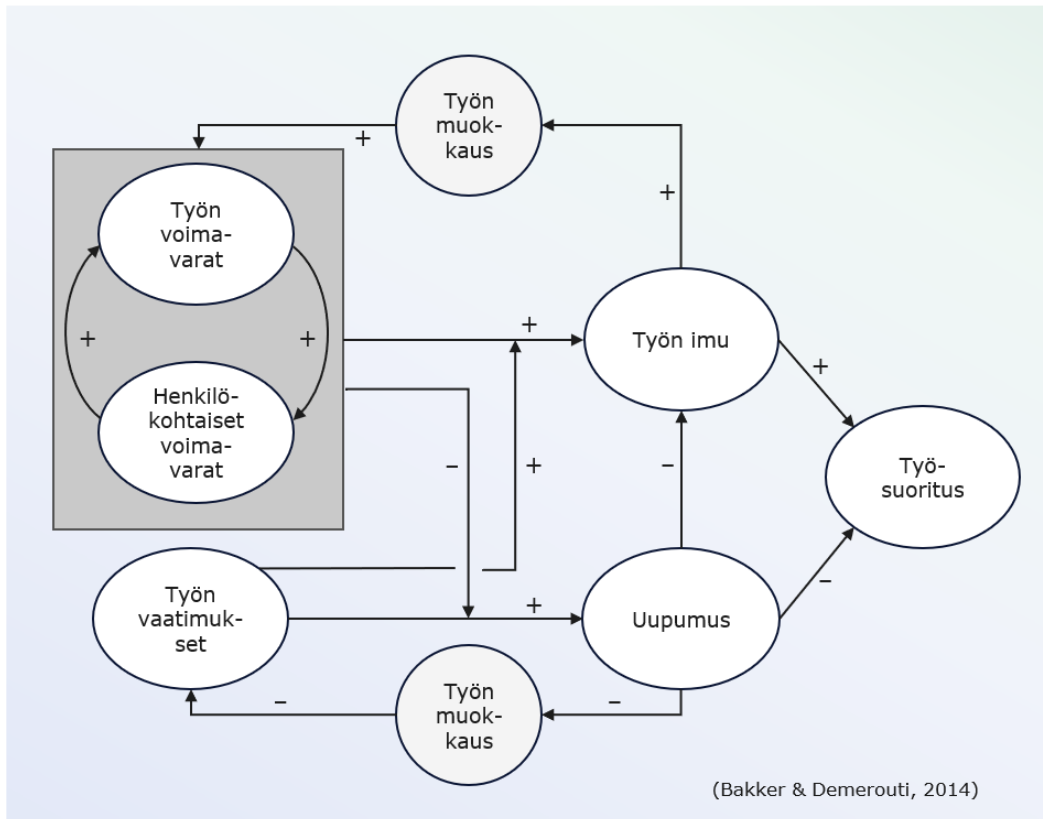 Työn
muok-
kaus
+
+
Työn
voima-
varat
+
+
Henkilö-
kohtaiset
voima-
varat
+
Työn imu
+
–
+
–
Työ-
suoritus
Työn
vaatimuk-
set
+
Uupumus
–
–
Työn
muok-
kaus
–
(Bakker & Demerouti, 2014)